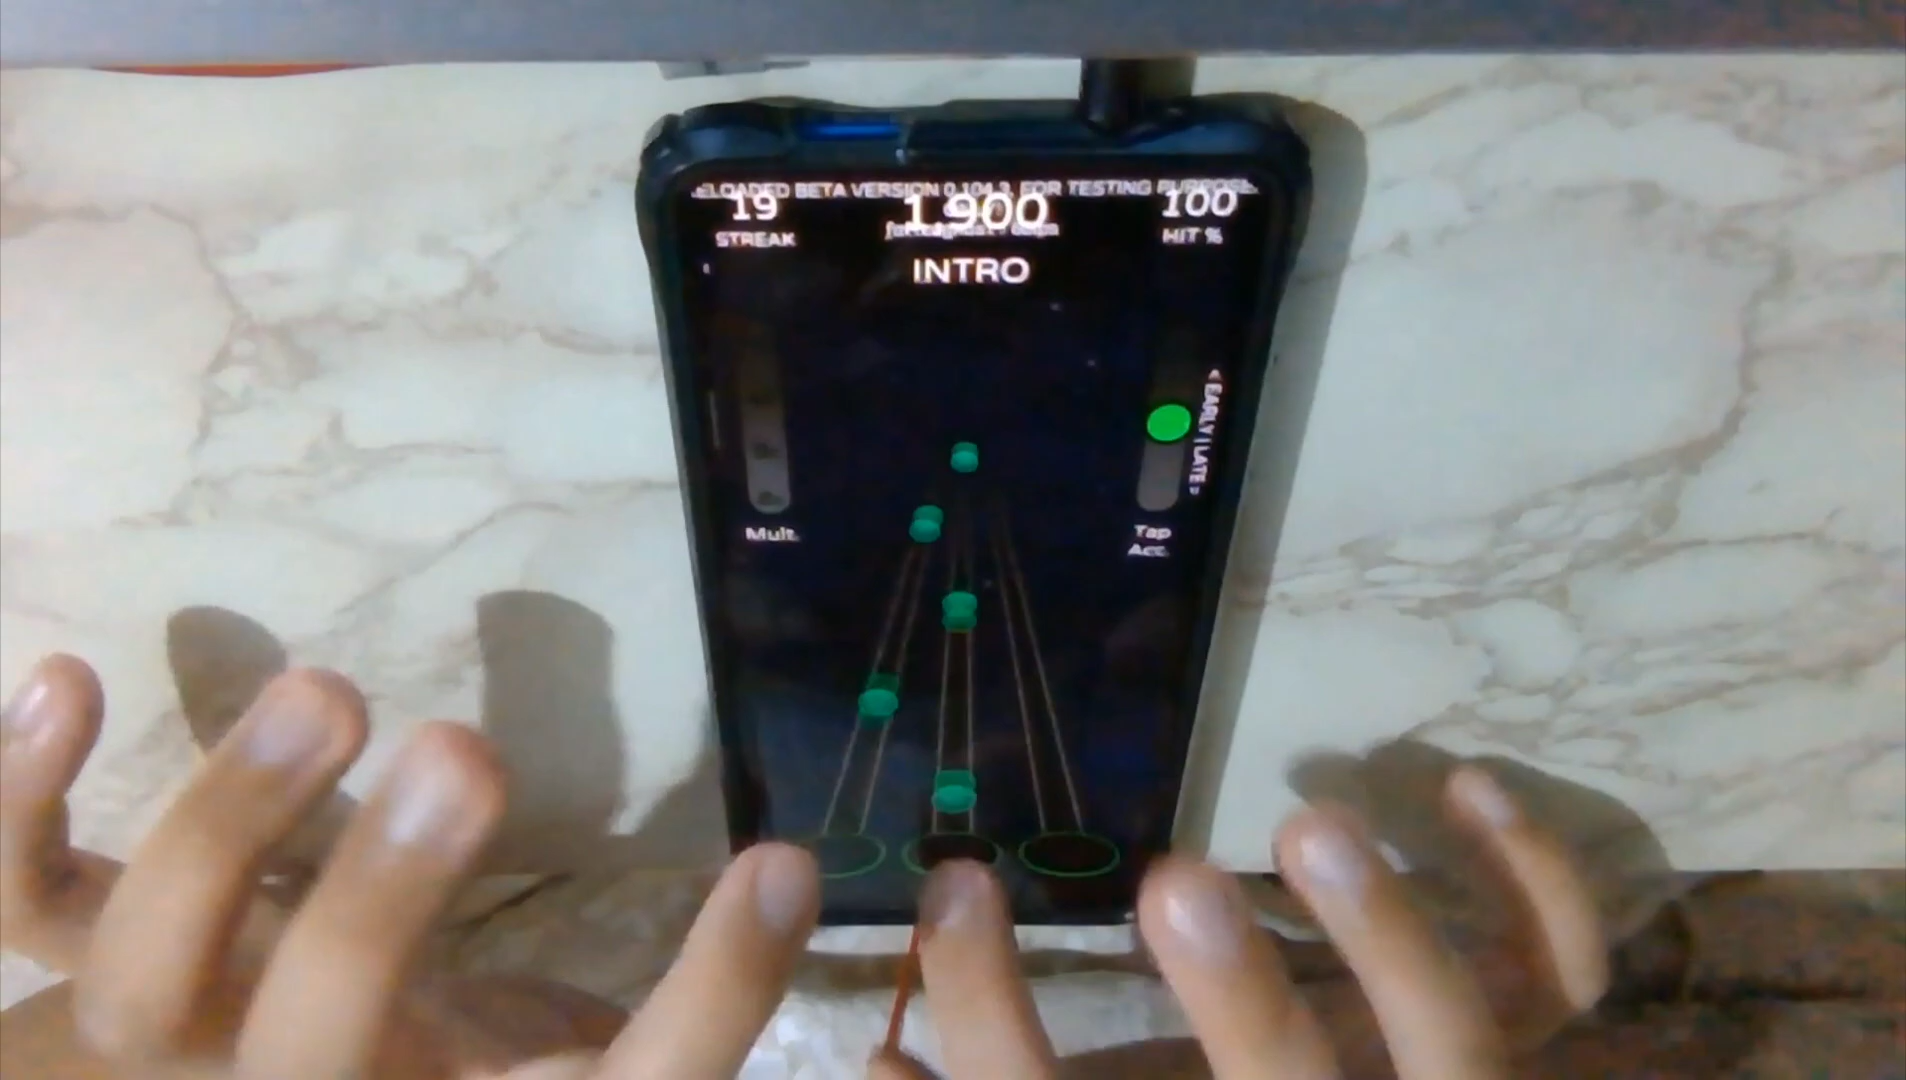 ELOADED BETA VERSION 0.104.3. FOR TESTING PURPOSE
19
STREAK
1,900
100
HIT %
INTRO
< EARLY | LATE >
Mult.
Tap
Acc.